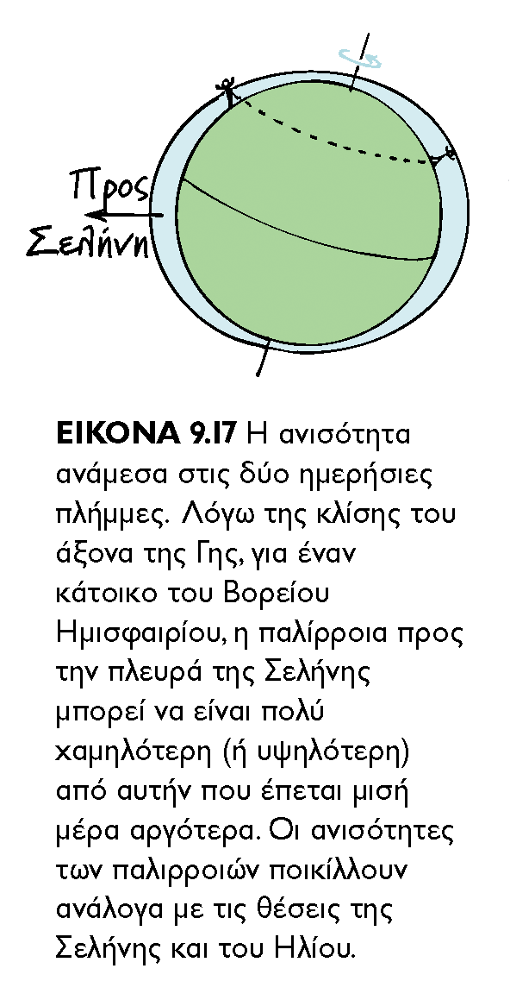 Προς
Σελήνη
ΕΙΚΟΝΑ 9.17 Η ανισότητα
ανάμεσα στις δύο ημερήσιες
πλήμμες. Λόγω της κλίσης του
άξονα της Γης, για έναν
κάτοικο του Βορείου
Ημισφαιρίου, η παλίρροια προς
την πλευρά της Σελήνης
μπορεί να είναι πολύ
χαμηλότερη (ή υψηλότερη)
από αυτήν που έπεται μισή
μέρα αργότερα. Οι ανισότητες
των παλιρροιών ποικίλλουν
ανάλογα με τις θέσεις της
Σελήνης και του Ηλίου.